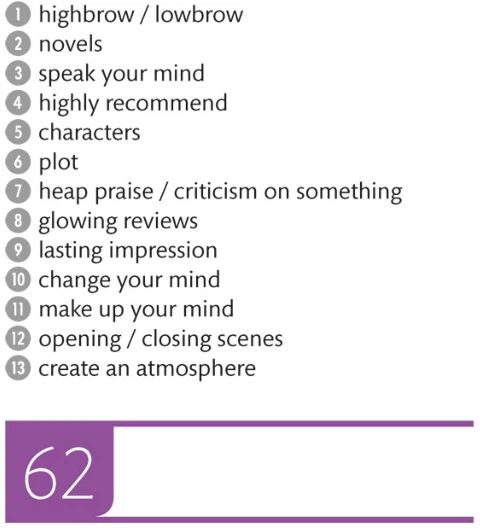 1 highbrow / lowbrow
2 novels
3 speak your mind
4 highly recommend
5 characters
6 plot
7 heap praise / criticism on something
8 glowing reviews
9 lasting impression
10 change your mind
11 make up your mind
12 opening / closing scenes
13 create an atmosphere
62